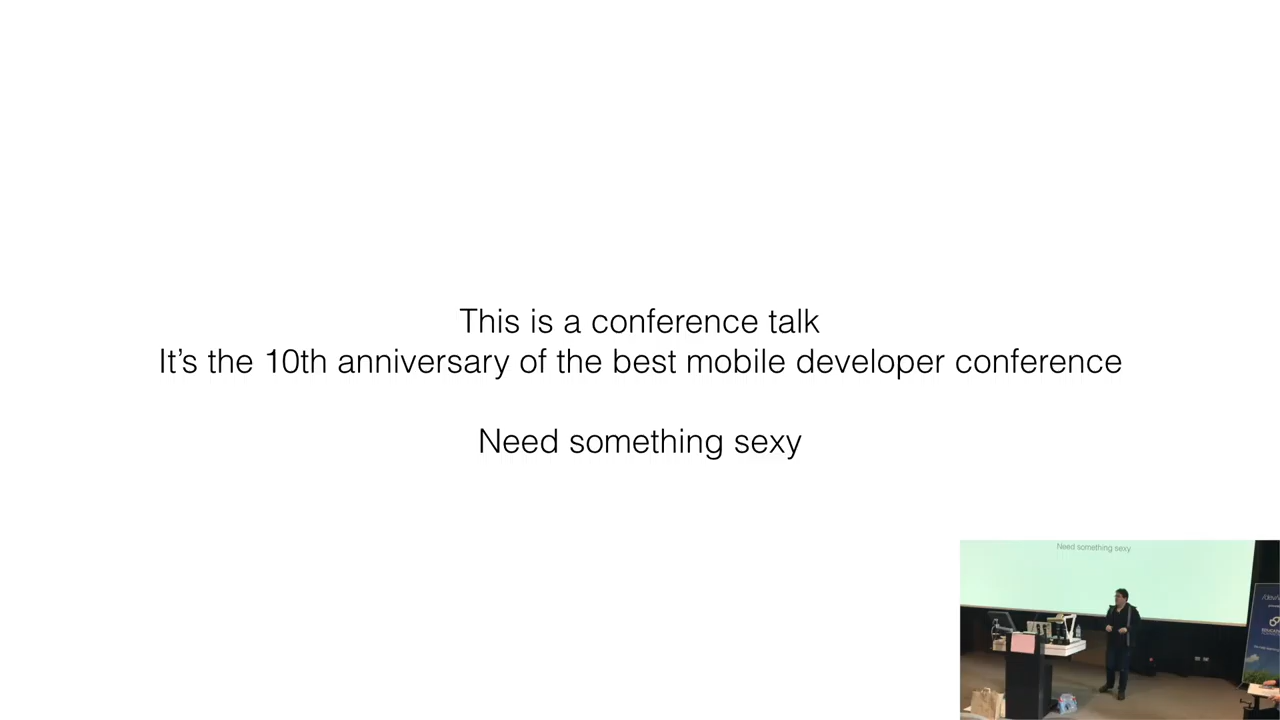 This is a conference talk
It's the 10th anniversary of the best mobile developer conference
Need something sexy
Need something sexy
/dev/